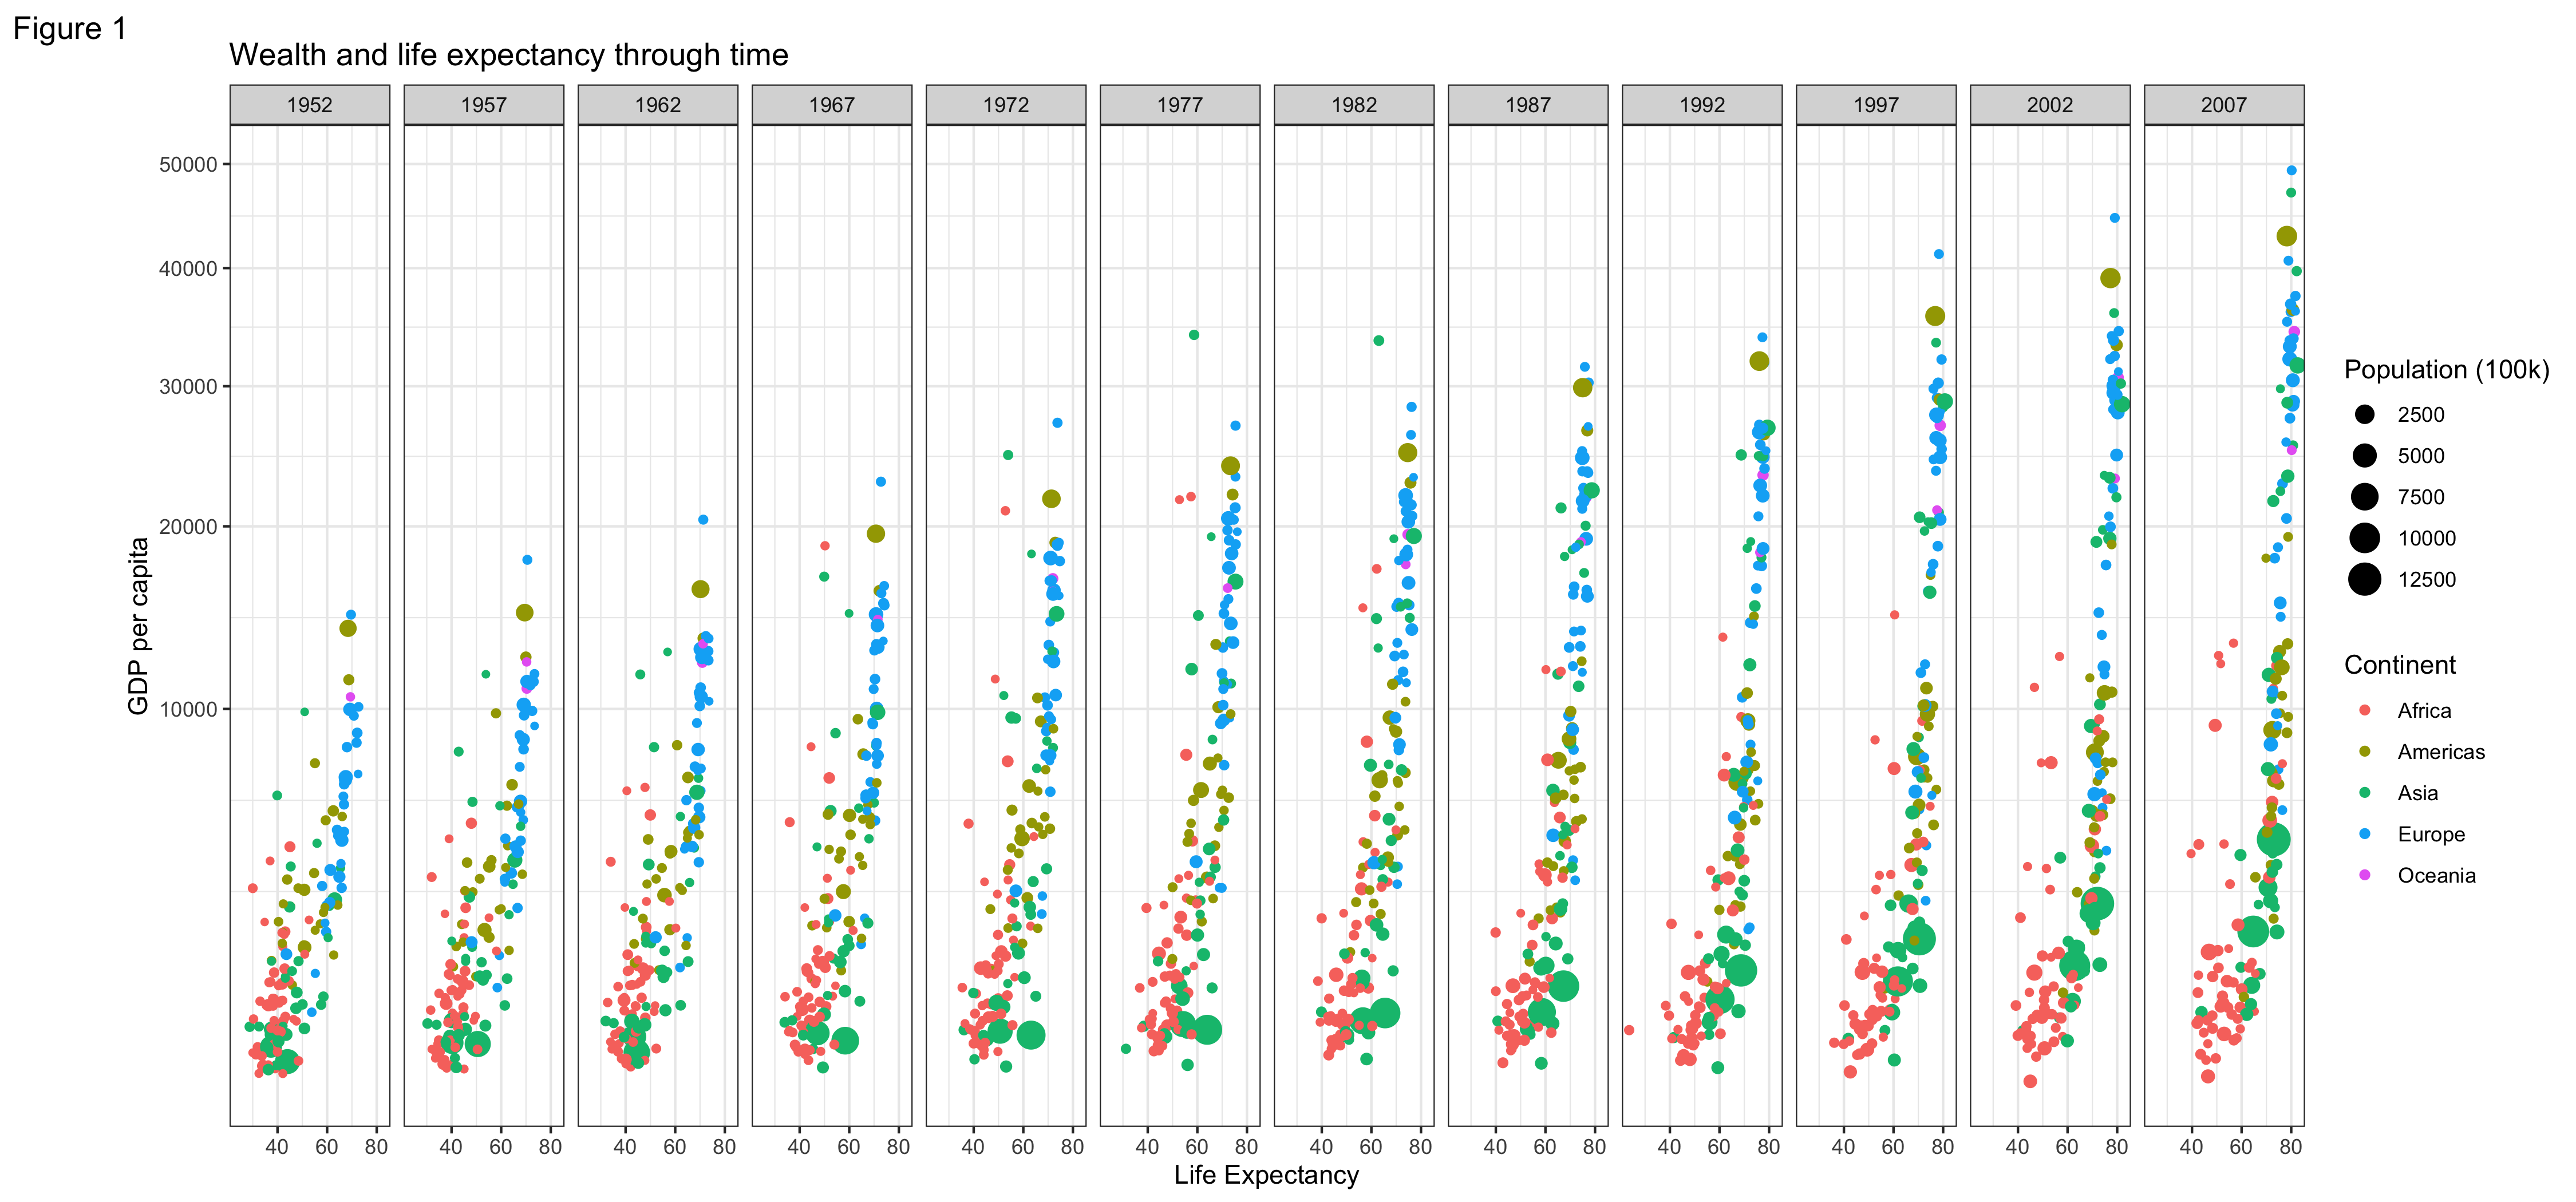 Figure 1
Wealth and life expectancy through time
1952 1957 1962 1967 1972 1977 1982 1987 1992 1997 2002 2007
50000
40000
30000
20000
10000
GDP per capita
40 60 80 40 60 80 40 60 80 40 60 80 40 60 80 40 60 80 40 60 80 40 60 80 40 60 80 40 60 80 40 60 80 40 60 80
Life Expectancy
Population (100k)
2500
5000
7500
10000
12500
Continent
Africa
Americas
Asia
Europe
Oceania